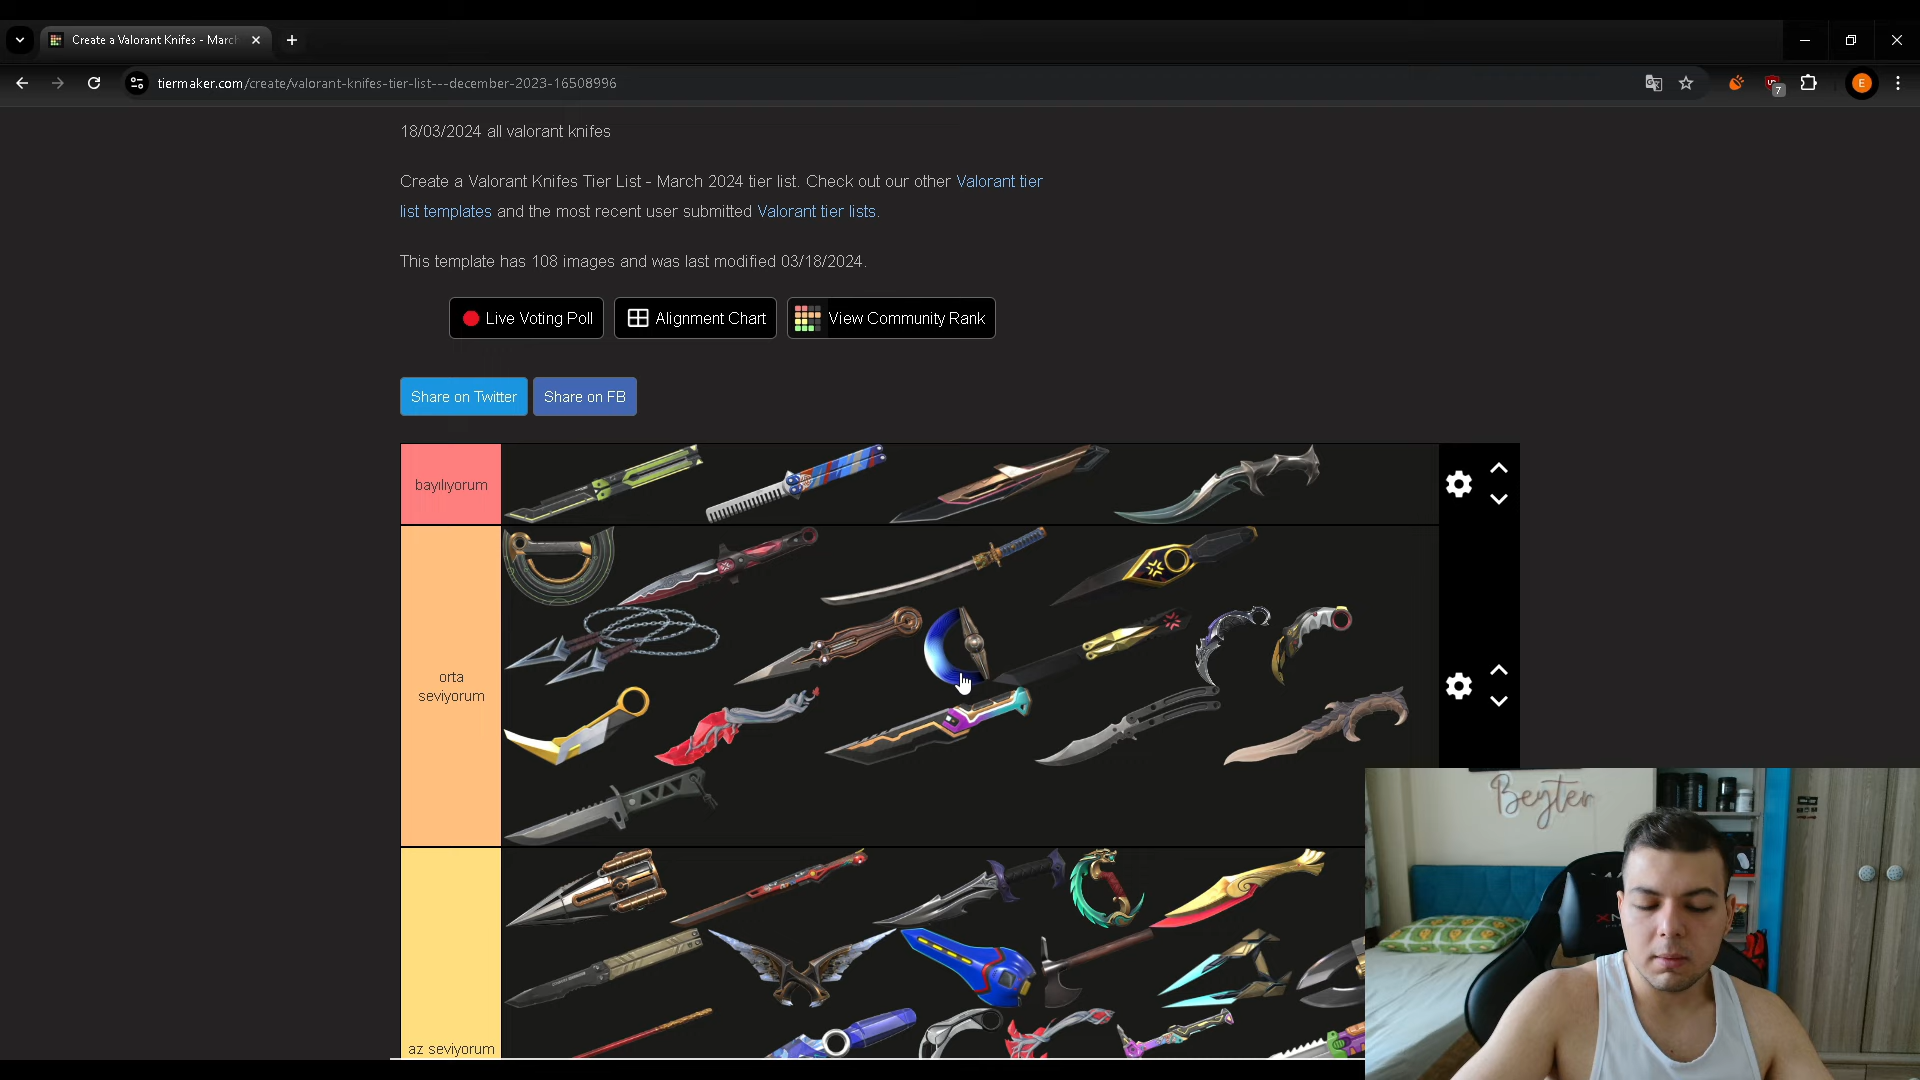 Create a Valorant Knifes - Marc
tiermaker.com/create/valorant-knifes-tier-list---december-2023-16508996
7
E
18/03/2024 all valorant knifes
Create a Valorant Knifes Tier List - March 2024 tier list. Check out our other Valorant tier
list templates and the most recent user submitted Valorant tier lists.
This template has 108 images and was last modified 03/18/2024.
Live Voting Poll
Alignment Chart
View Community Rank
Share on Twitter
Share on FB
bayılıyorum
orta
seviyorum
az seviyorum
Beyter